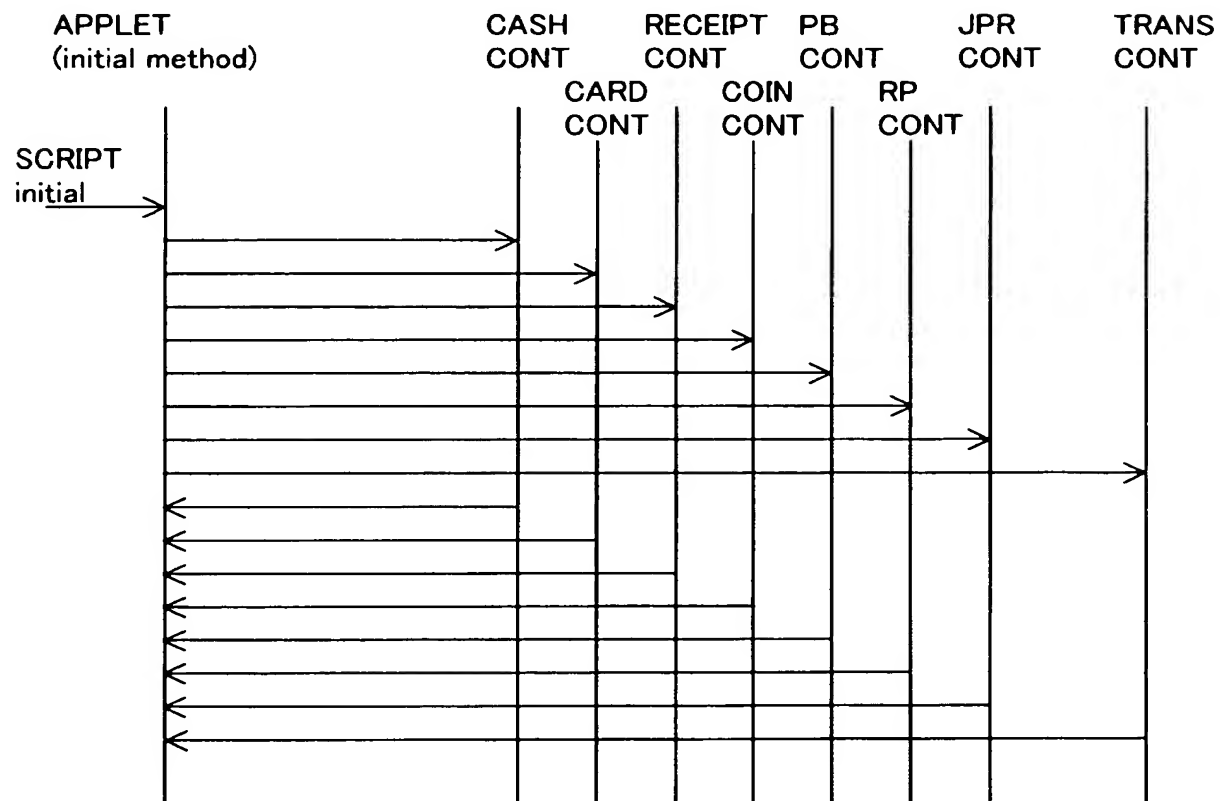 APPLET
(initial method)
CASH
CONT
RECEIPT
CONT
PB
CONT
JPR
CONT
TRANS
CONT
CARD
CONT
COIN
CONT
RP
CONT
SCRIPT
initial